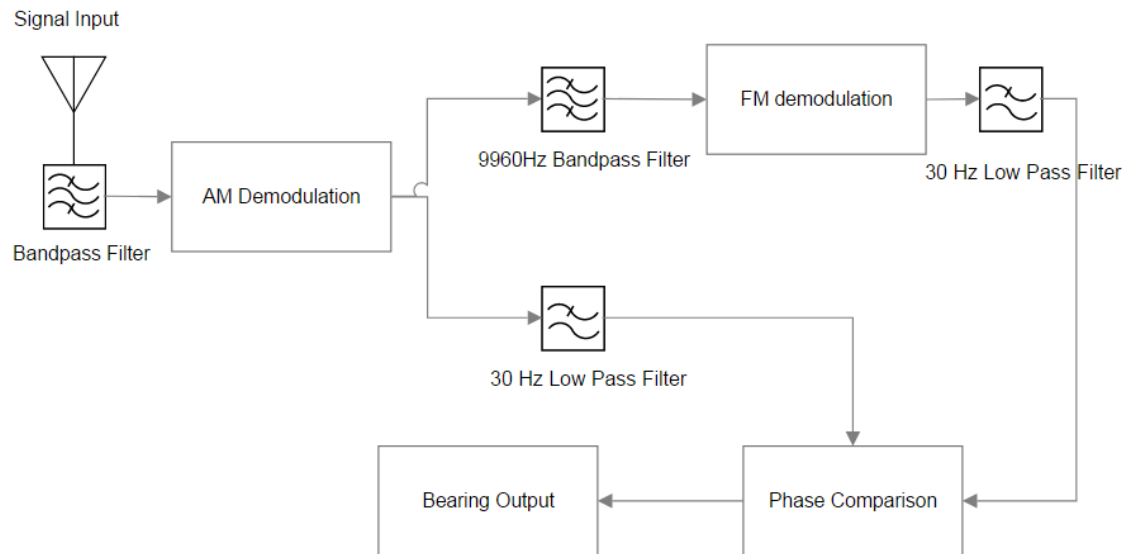 Signal Input
FM demodulation
9960Hz Bandpass Filter
30 Hz Low Pass Filter
AM Demodulation
Bandpass Filter
30 Hz Low Pass Filter
Bearing Output
Phase Comparison